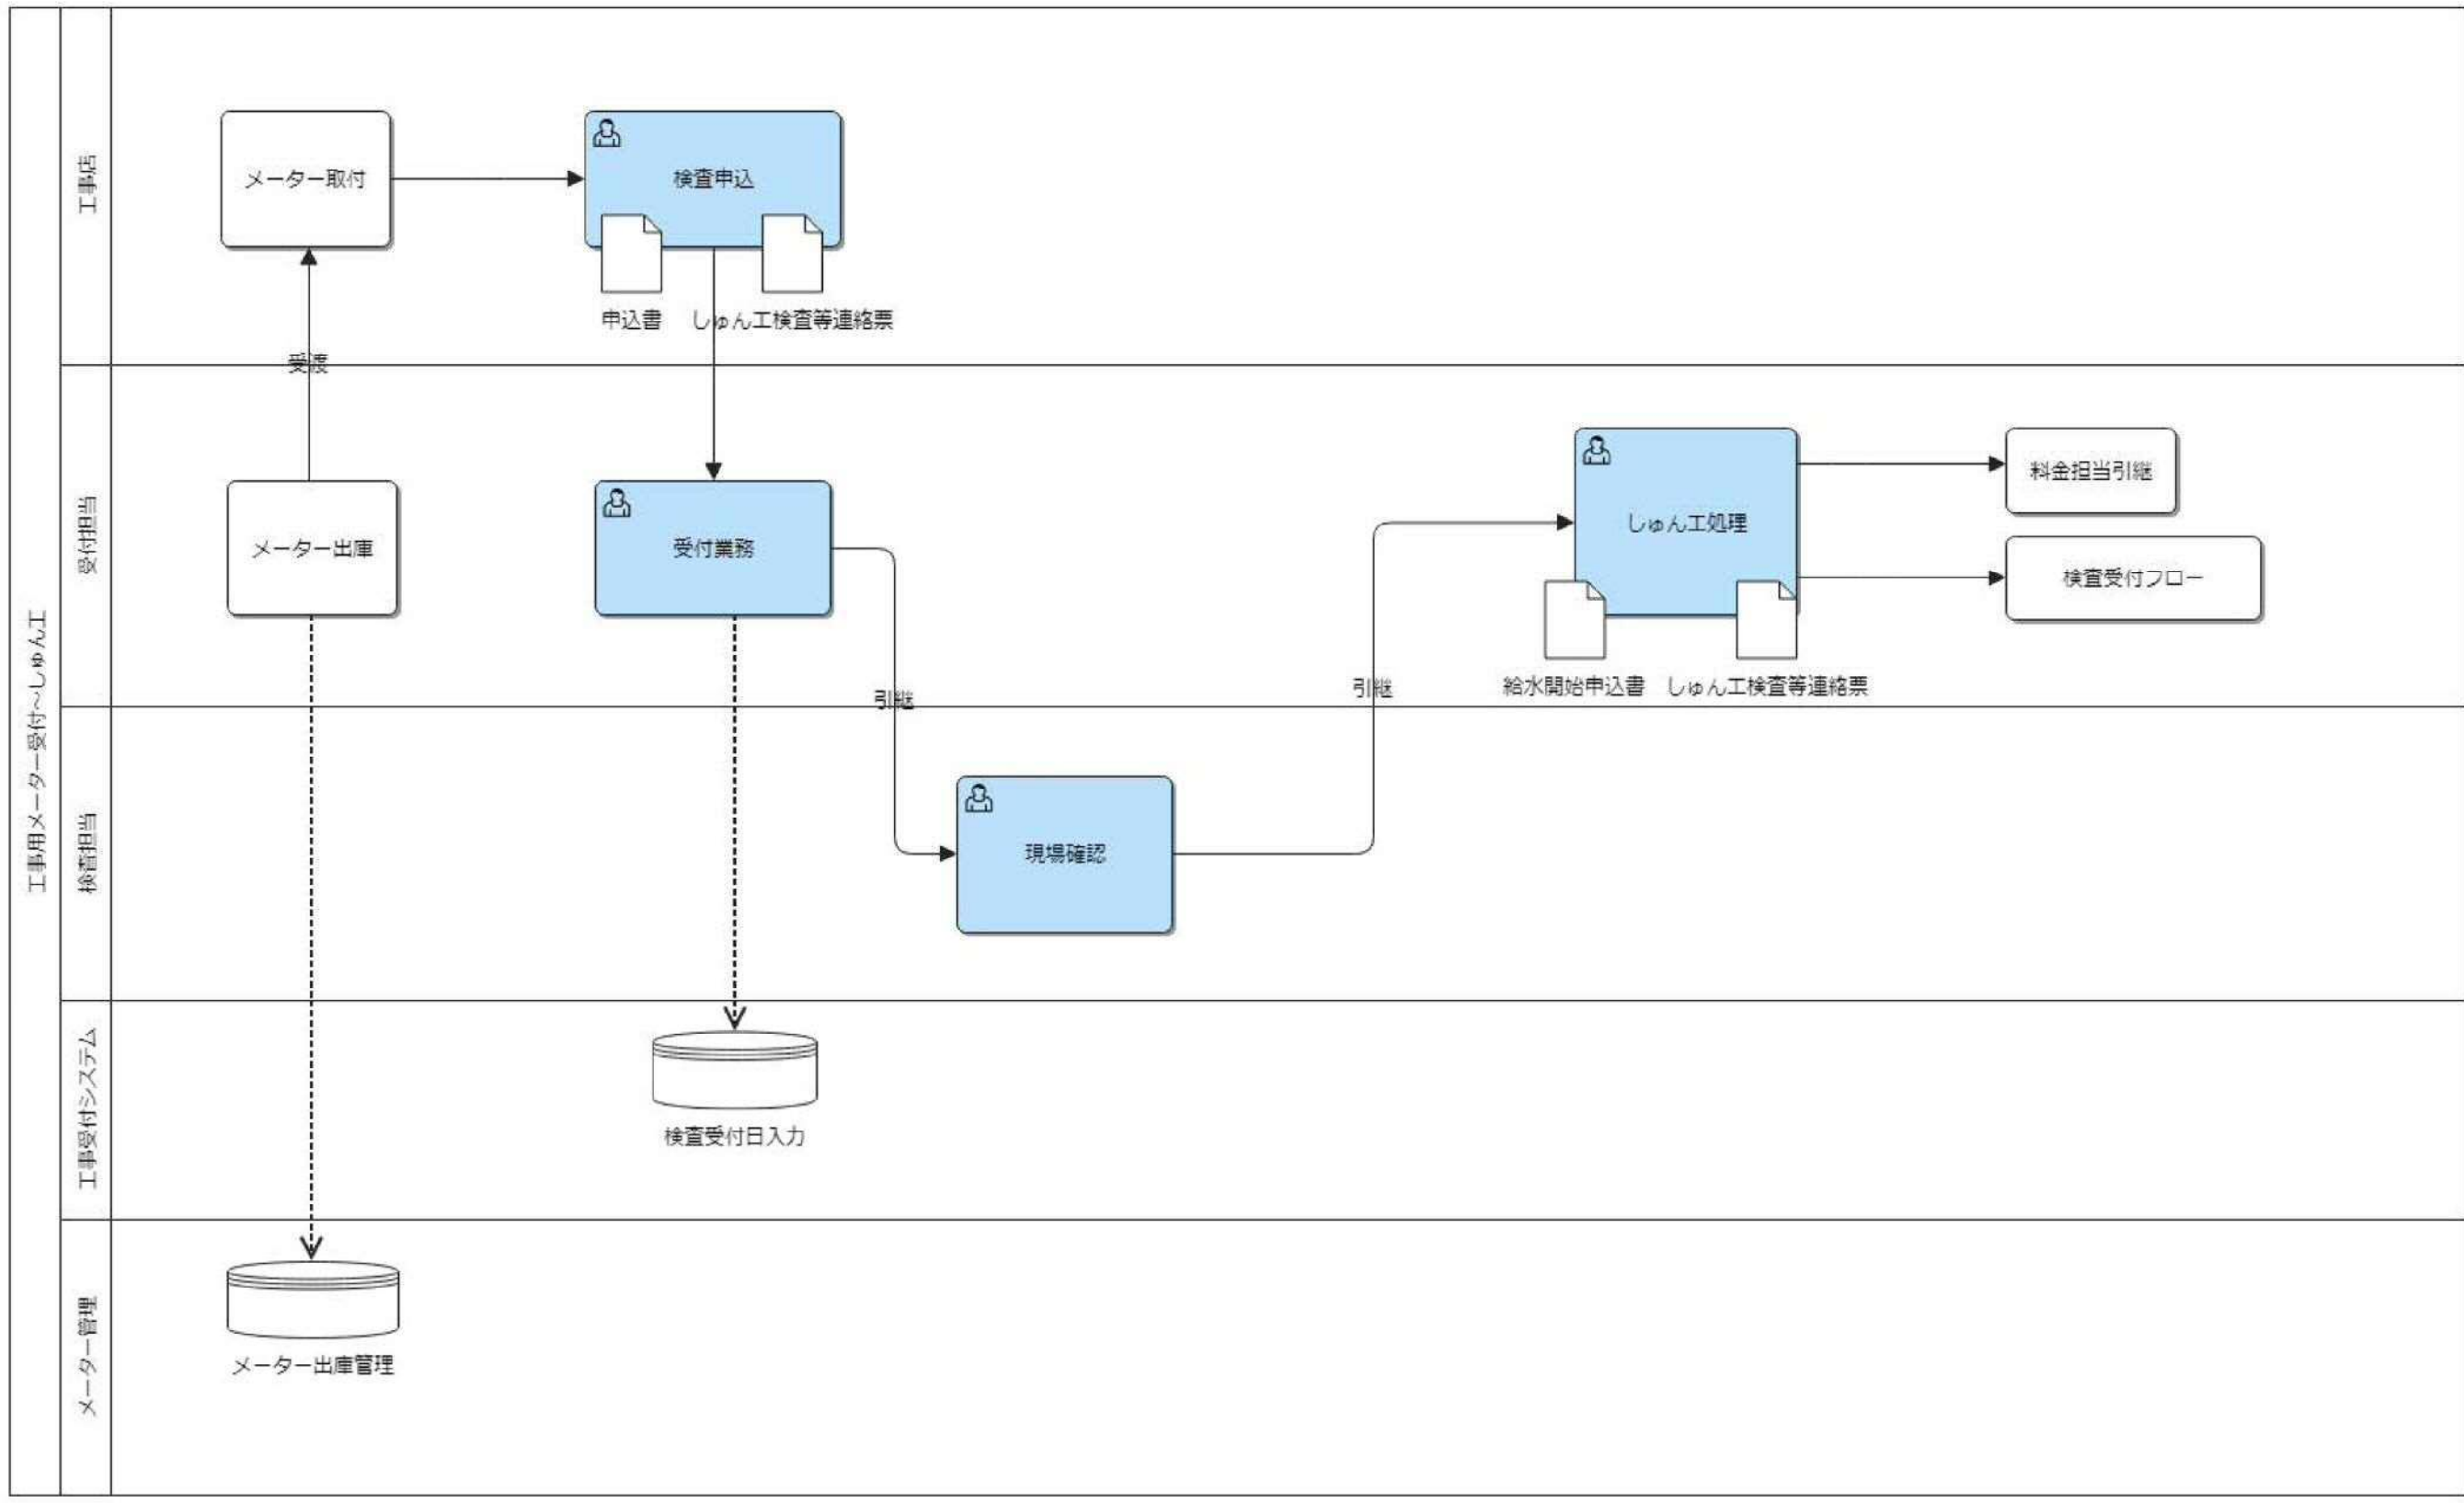 工事用メーター受付~しゅん工
工事店
メーター取付
検査申込
申込書
しゅん工検査等連絡票
受渡
受付担当
メーター出庫
受付業務
しゅん工処理
料金担当引継
検査受付フロー
給水開始申込書
しゅん工検査等連絡票
引継
引継
検査担当
現場確認
工事受付システム
検査受付日入力
メーター管理
メーター出庫管理